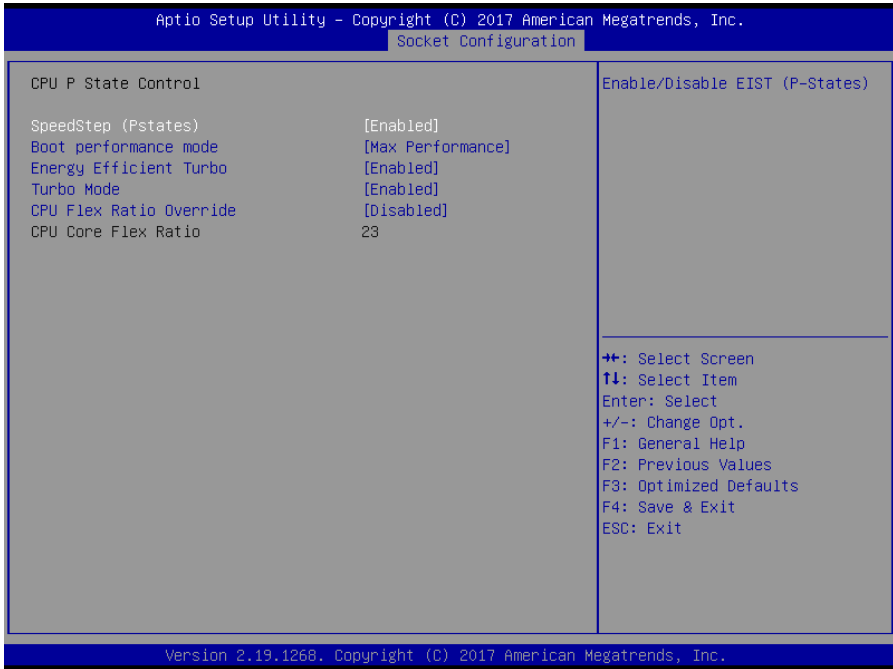 Aptio Setup Utility – Copyright (C) 2017 American Megatrends, Inc.
Socket Configuration
CPU P State Control
Enable/Disable EIST (P-States)
SpeedStep (Pstates) [Enabled]
Boot performance mode [Max Performance]
Energy Efficient Turbo [Enabled]
Turbo Mode [Enabled]
CPU Flex Ratio Override [Disabled]
CPU Core Flex Ratio 23
→←: Select Screen
↑↓: Select Item
Enter: Select
+/-: Change Opt.
F1: General Help
F2: Previous Values
F3: Optimized Defaults
F4: Save & Exit
ESC: Exit
Version 2.19.1268. Copyright (C) 2017 American Megatrends, Inc.